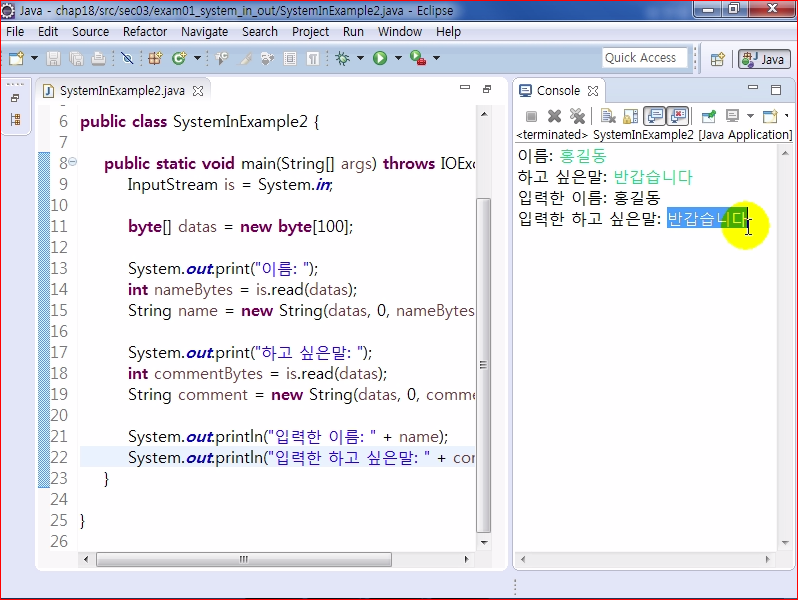 Java - chap18/src/sec03/exam01_system_in_out/SystemInExample2.java - Eclipse
File Edit Source Refactor Navigate Search Project Run Window Help
Quick Access
Java
SystemInExample2.java
6 public class SystemInExample2 {
7
8 public static void main(String[] args) throws IOExc
9 InputStream is = System.in;
10
11 byte[] datas = new byte[100];
12
13 System.out.print("이름: ");
14 int nameBytes = is.read(datas);
15 String name = new String(datas, 0, nameBytes
16
17 System.out.print("하고 싶은말: ");
18 int commentBytes = is.read(datas);
19 String comment = new String(datas, 0, comme
20
21 System.out.println("입력한 이름: " + name);
22 System.out.println("입력한 하고 싶은말: " + con
23 }
24
25 }
26
Console
<terminated> SystemInExample2 [Java Application]
이름: 홍길동
하고 싶은말: 반갑습니다
입력한 이름: 홍길동
입력한 하고 싶은말: 반갑습니다